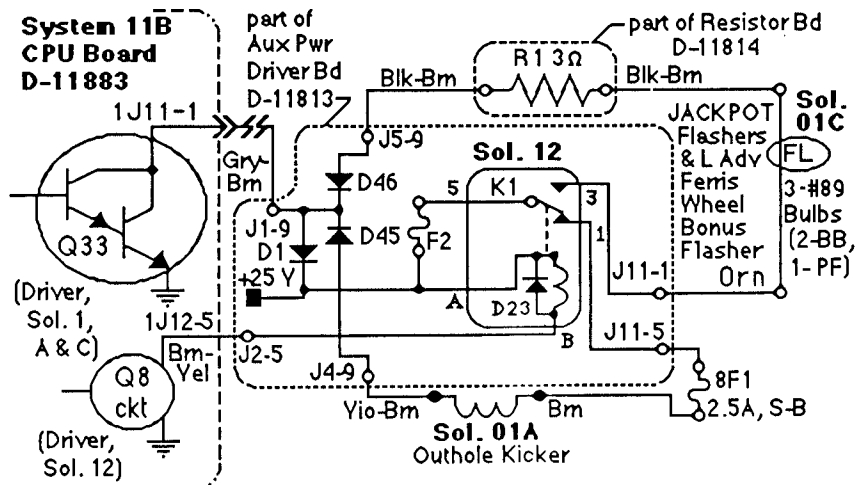 System 11B
CPU Board
D-11883
part of
Aux Pwr
Driver Bd
D-11813
part of Resistor Bd
D-11814
R1 3Ω
Blk-Brn
Blk-Brn
1J11-1
J5-9
Gry-
Brn
Sol. 12
JACKPOT
Flashers
& L Adv
Ferris
Wheel
Bonus
Flasher
Sol.
01C
FL
3-#89
Bulbs
(2-BB,
1-PF)
D46
5
K1
3
1
Q33
J1-9
D1
D45
F2
+25 Y
A
D23
B
J11-1
Orn
(Driver,
Sol. 1,
A & C)
1J12-5
Brn-
Yel
J2-5
J11-5
Q8
ckt
J4-9
8F1
2.5A, S-B
Ylo-Brn
Brn
Sol. 01A
Outhole Kicker
(Driver,
Sol. 12)